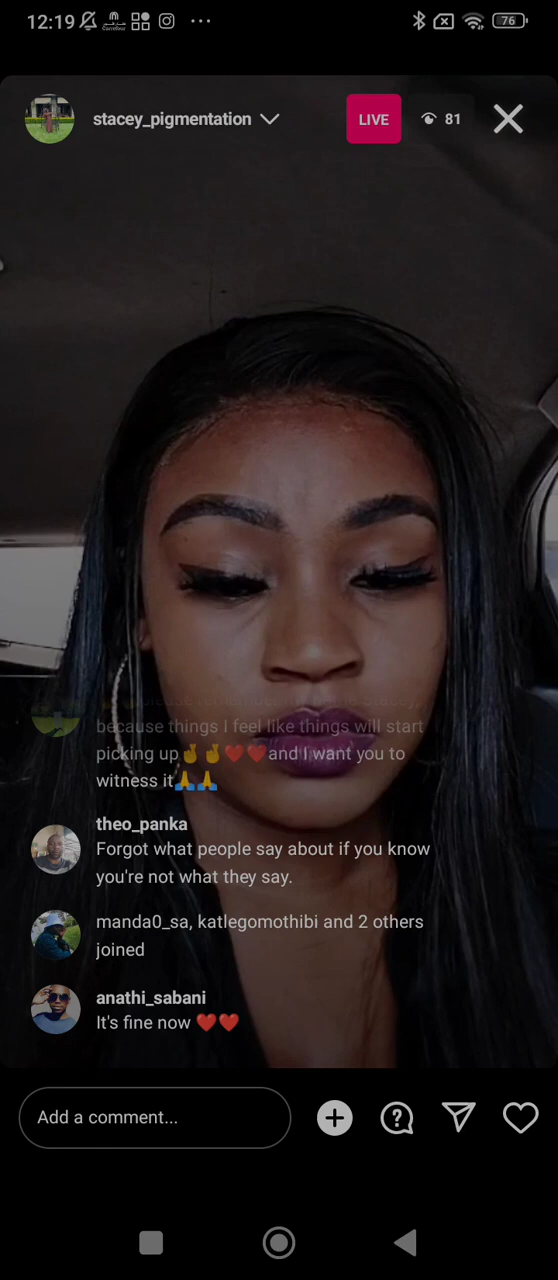 12:19
مزرقم
Carrefour
76
stacey_pigmentation
LIVE
81
because things I feel like things will start
picking up🤞🤞❤️❤️and I want you to
witness it🙏🙏
theo_panka
Forgot what people say about if you know
you're not what they say.
manda0_sa, katlegomothibi and 2 others
joined
anathi_sabani
It's fine now ❤️❤️
Add a comment...